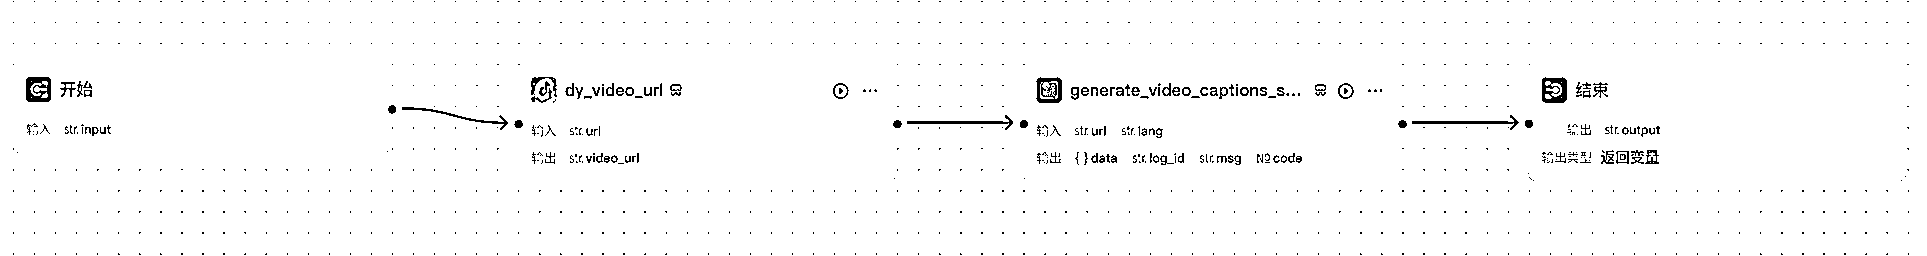 开始
输入 str.input
dy_video_url
输入 str.url
输出 str.video_url
generate_video_captions_s...
输入 str.url str.lang
输出 { } data str.log_id str.msg № code
结束
输出 str.output
输出类型 返回变量